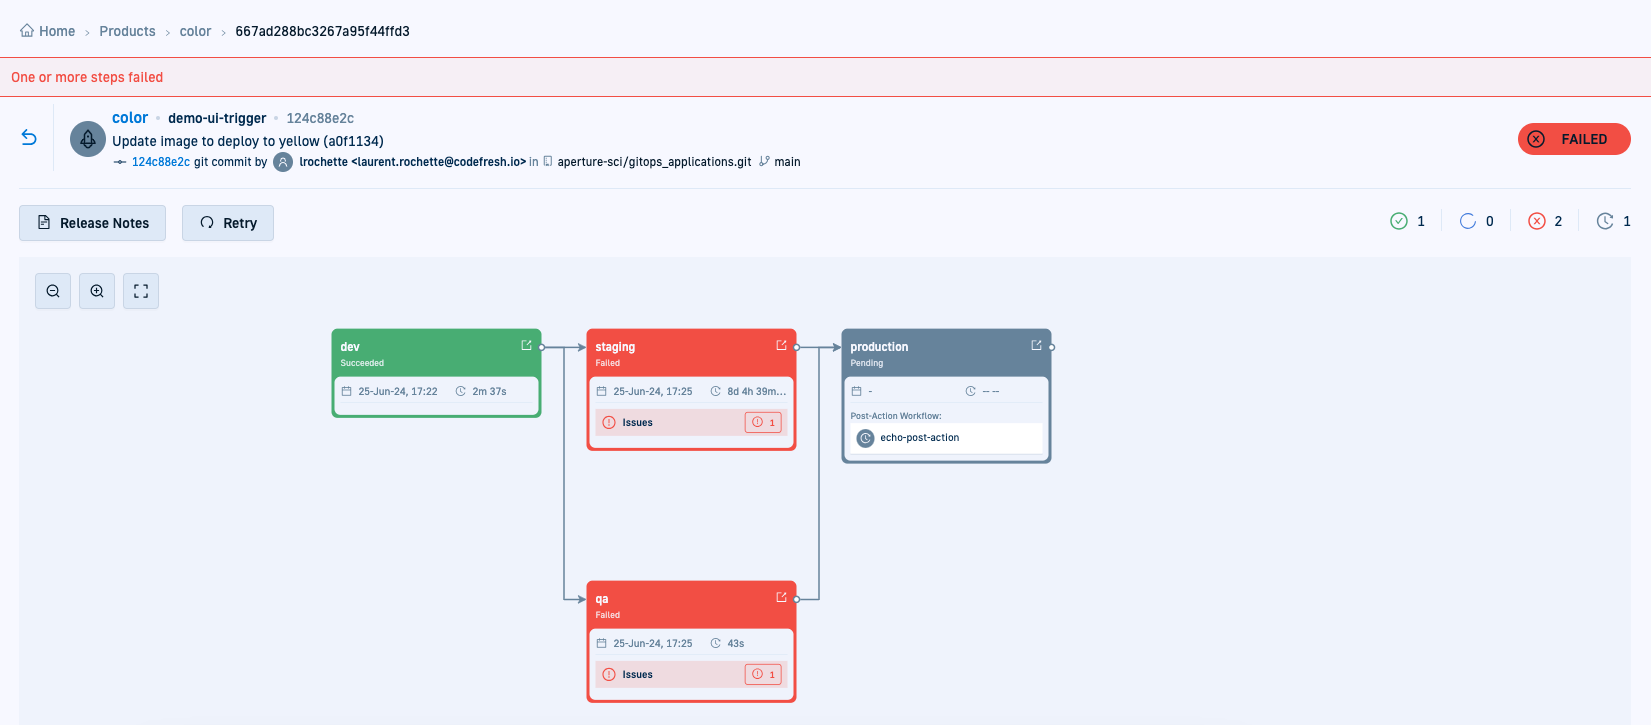 Home › Products › color › 667ad288bc3267a95f44ffd3
One or more steps failed
color • demo-ui-trigger • 124c88e2c
Update image to deploy to yellow (a0f1134)
124c88e2c git commit by lrochette <laurent.rochette@codefresh.io> in aperture-sci/gitops_applications.git main
FAILED
Release Notes
Retry
1
0
2
1
dev
Succeeded
25-Jun-24, 17:22 2m 37s
staging
Failed
25-Jun-24, 17:25 8d 4h 39m...
Issues 1
production
Pending
- -- --
Post-Action Workflow:
echo-post-action
qa
Failed
25-Jun-24, 17:25 43s
Issues 1